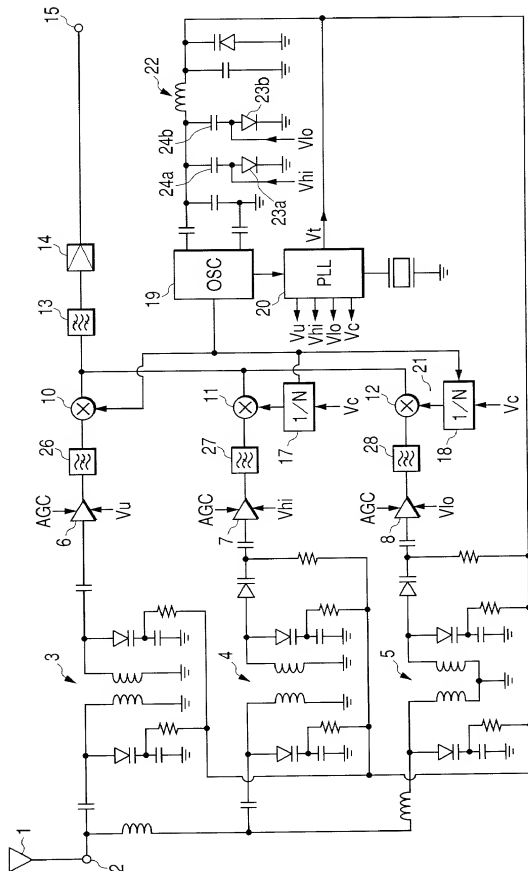 15
22
23b
24b
Vlo
24a
23a
Vhi
14
13
19
OSC
20
PLL
Vt
Vu
Vhi
Vlo
Vc
10
11
12
21
1/N
17
Vc
1/N
18
Vc
26
27
28
AGC
6
Vu
AGC
7
Vhi
AGC
8
Vlo
3
4
5
1
2